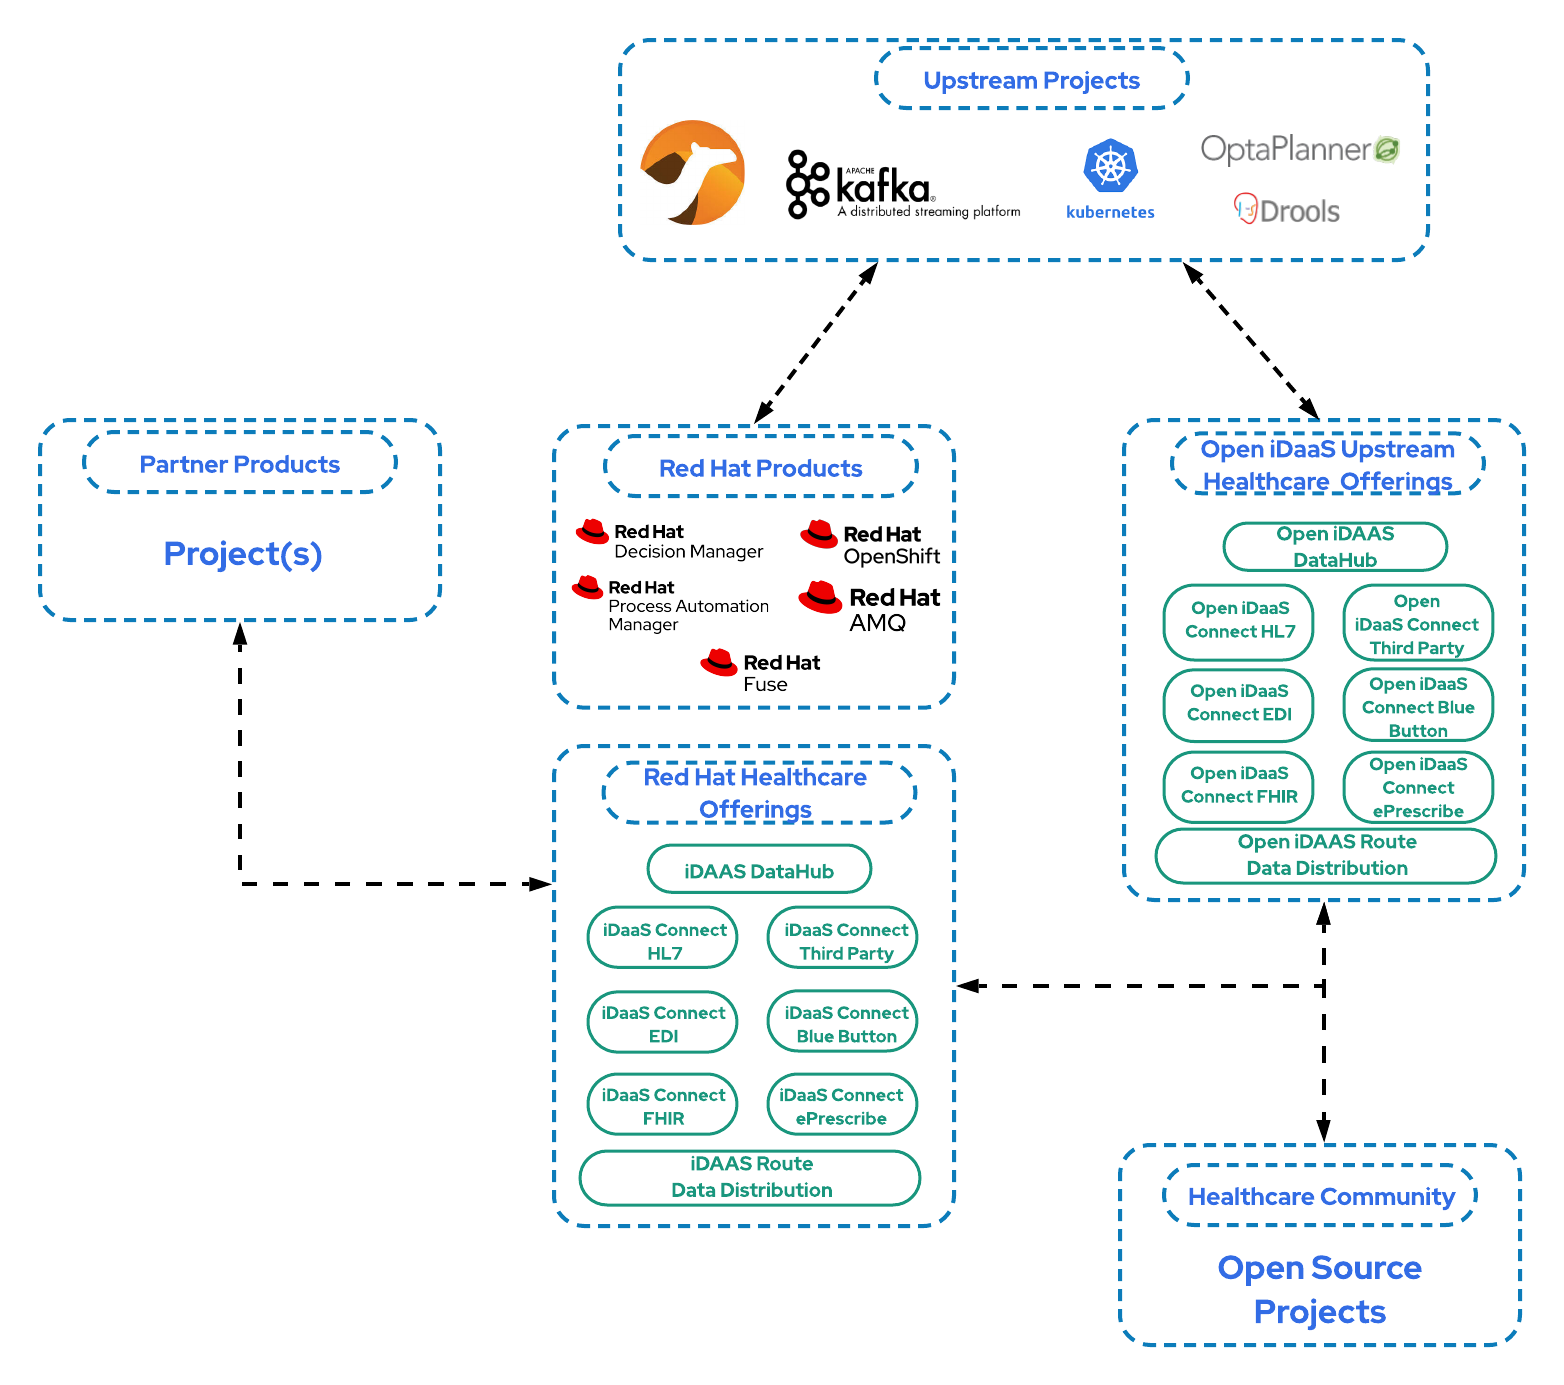 Upstream Projects
APACHE
kafka®
A distributed streaming platform
kubernetes
OptaPlanner
Drools
Partner Products
Project(s)
Red Hat Products
Red Hat
Decision Manager
Red Hat
OpenShift
Red Hat
Process Automation
Manager
Red Hat
AMQ
Red Hat
Fuse
Open iDaaS Upstream
Healthcare Offerings
Open iDAAS
DataHub
Open iDaaS
Connect HL7
Open
iDaaS Connect
Third Party
Open iDaaS
Connect EDI
Open iDaaS
Connect Blue
Button
Open iDaaS
Connect FHIR
Open iDaaS
Connect
ePrescribe
Open iDAAS Route
Data Distribution
Red Hat Healthcare
Offerings
iDAAS DataHub
iDaaS Connect
HL7
iDaaS Connect
Third Party
iDaaS Connect
EDI
iDaaS Connect
Blue Button
iDaaS Connect
FHIR
iDaaS Connect
ePrescribe
iDAAS Route
Data Distribution
Healthcare Community
Open Source
Projects